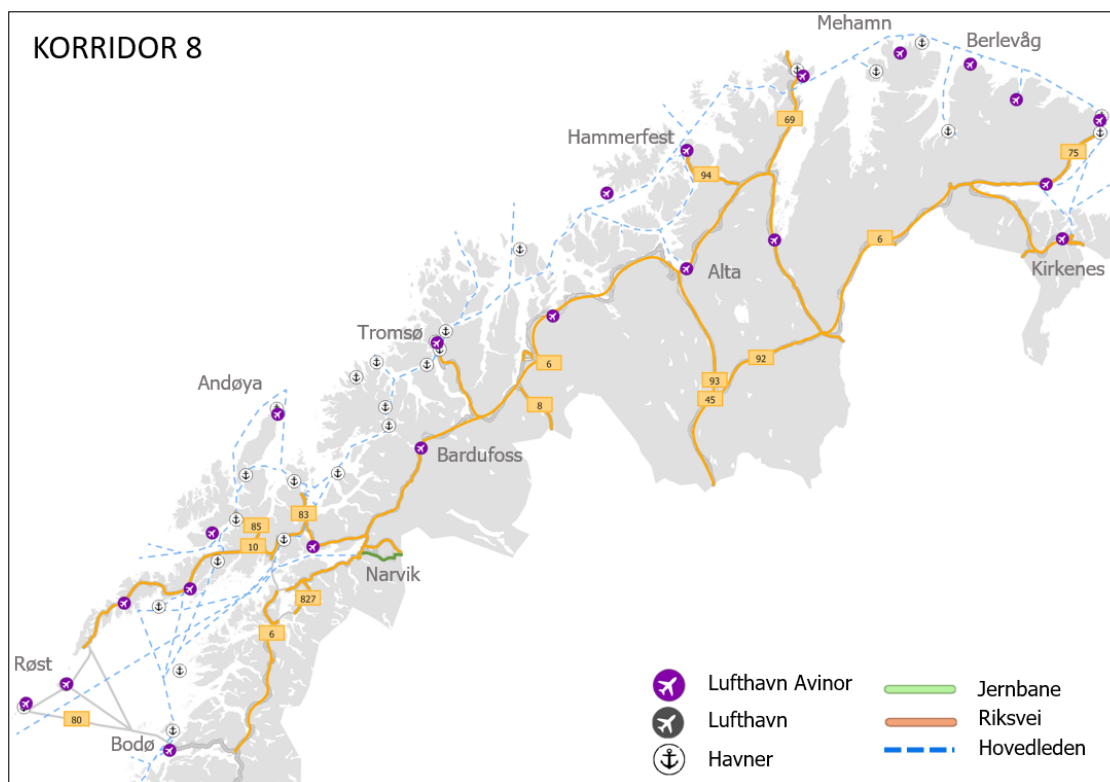 KORRIDOR 8
Mehamn
Berlevåg
69
Hammerfest
75
94
6
Alta
Kirkenes
Tromsø
92
6
93
Andøya
8
45
Bardufoss
83
85
10
Narvik
827
6
Røst
80
Bodø
Lufthavn Avinor
Lufthavn
Havner
Jernbane
Riksvei
Hovedleden